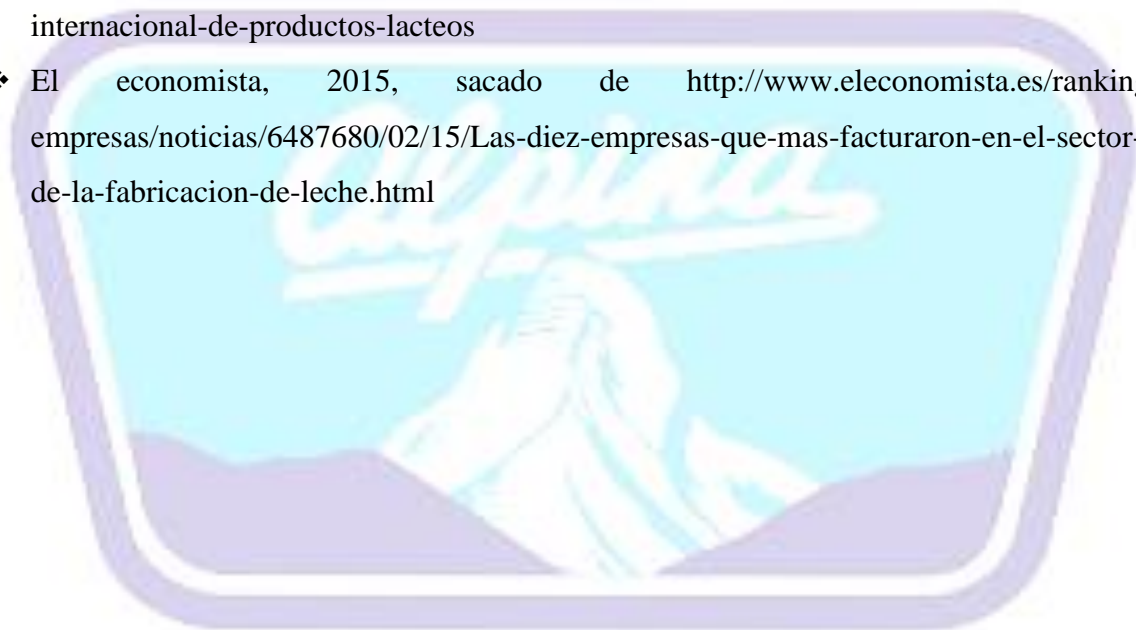 internacional-de-productos-lacteos
❖ El economista, 2015, sacado de http://www.eleconomista.es/ranking
empresas/noticias/6487680/02/15/Las-diez-empresas-que-mas-facturaron-en-el-sector-
de-la-fabricacion-de-leche.html
alpina